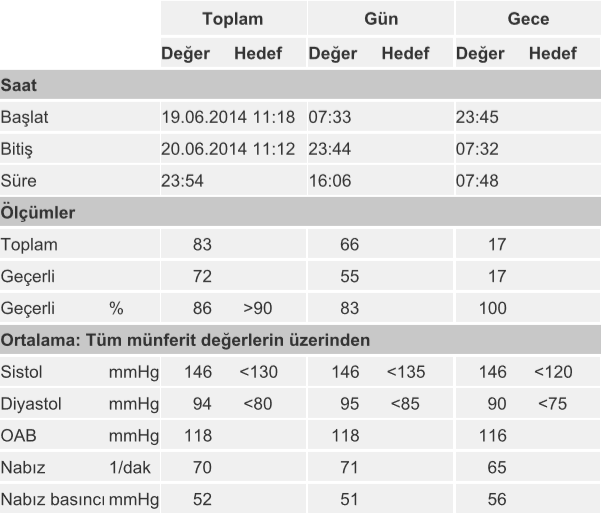 Toplam Gün Gece
Değer Hedef Değer Hedef Değer Hedef
Saat
Başlat 19.06.2014 11:18 07:33 23:45
Bitiş 20.06.2014 11:12 23:44 07:32
Süre 23:54 16:06 07:48
Ölçümler
Toplam 83 66 17
Geçerli 72 55 17
Geçerli % 86 >90 83 100
Ortalama: Tüm münferit değerlerin üzerinden
Sistol mmHg 146 <130 146 <135 146 <120
Diyastol mmHg 94 <80 95 <85 90 <75
OAB mmHg 118 118 116
Nabız 1/dak 70 71 65
Nabız basıncı mmHg 52 51 56